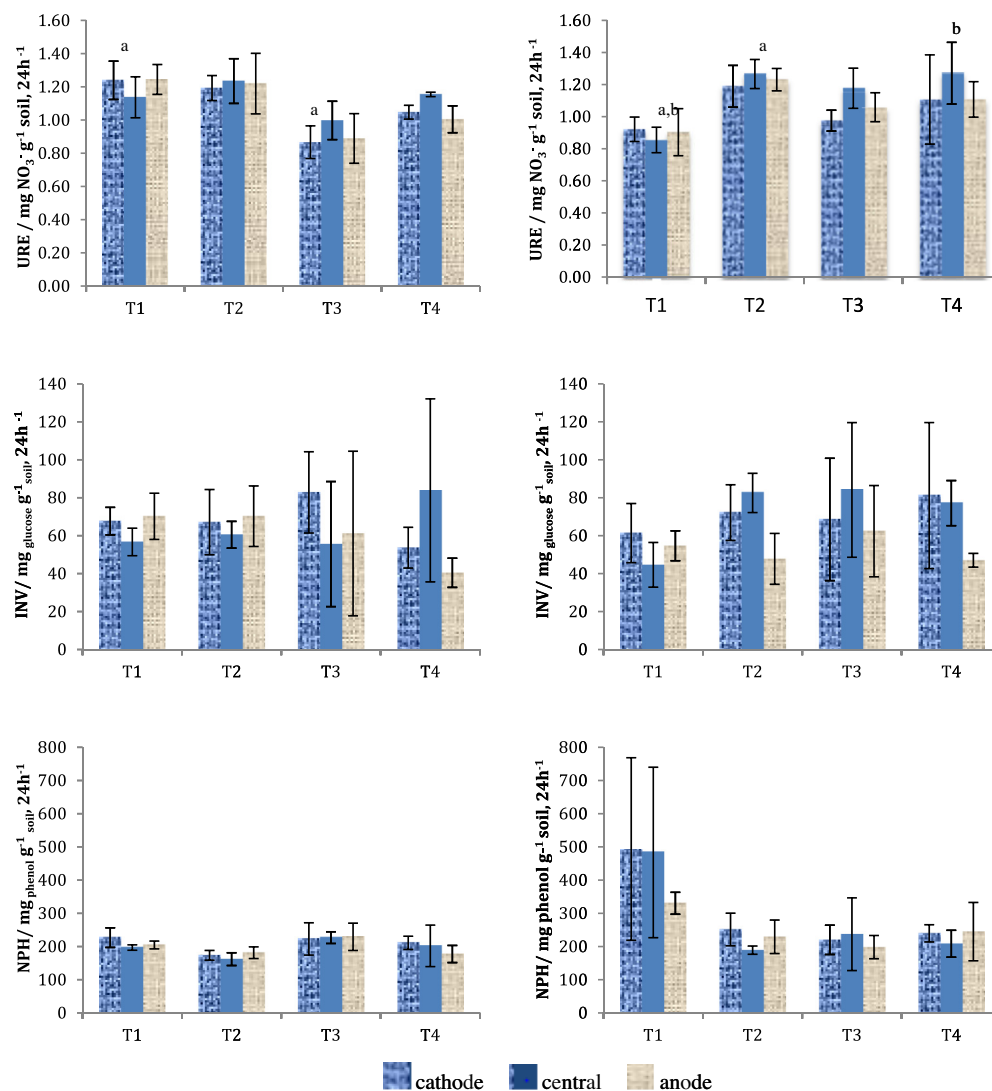 URE / mg NO₃⁻ g⁻¹ soil, 24h⁻¹
1.60
1.40
1.20
1.00
0.80
0.60
0.40
0.20
0.00
a
a
T1 T2 T3 T4
URE / mg NO₃⁻ g⁻¹ soil, 24h⁻¹
1.60
1.40
1.20
1.00
0.80
0.60
0.40
0.20
0.00
a,b
a
b
T1 T2 T3 T4
INV/ mg glucose g⁻¹ soil, 24h⁻¹
140
120
100
80
60
40
20
0
T1 T2 T3 T4
INV/ mg glucose g⁻¹ soil, 24h⁻¹
140
120
100
80
60
40
20
0
T1 T2 T3 T4
NPH/ mg phenol g⁻¹ soil, 24h⁻¹
800
700
600
500
400
300
200
100
0
T1 T2 T3 T4
NPH/ mg phenol g-¹ soil, 24h⁻¹
800
700
600
500
400
300
200
100
0
T1 T2 T3 T4
cathode central anode